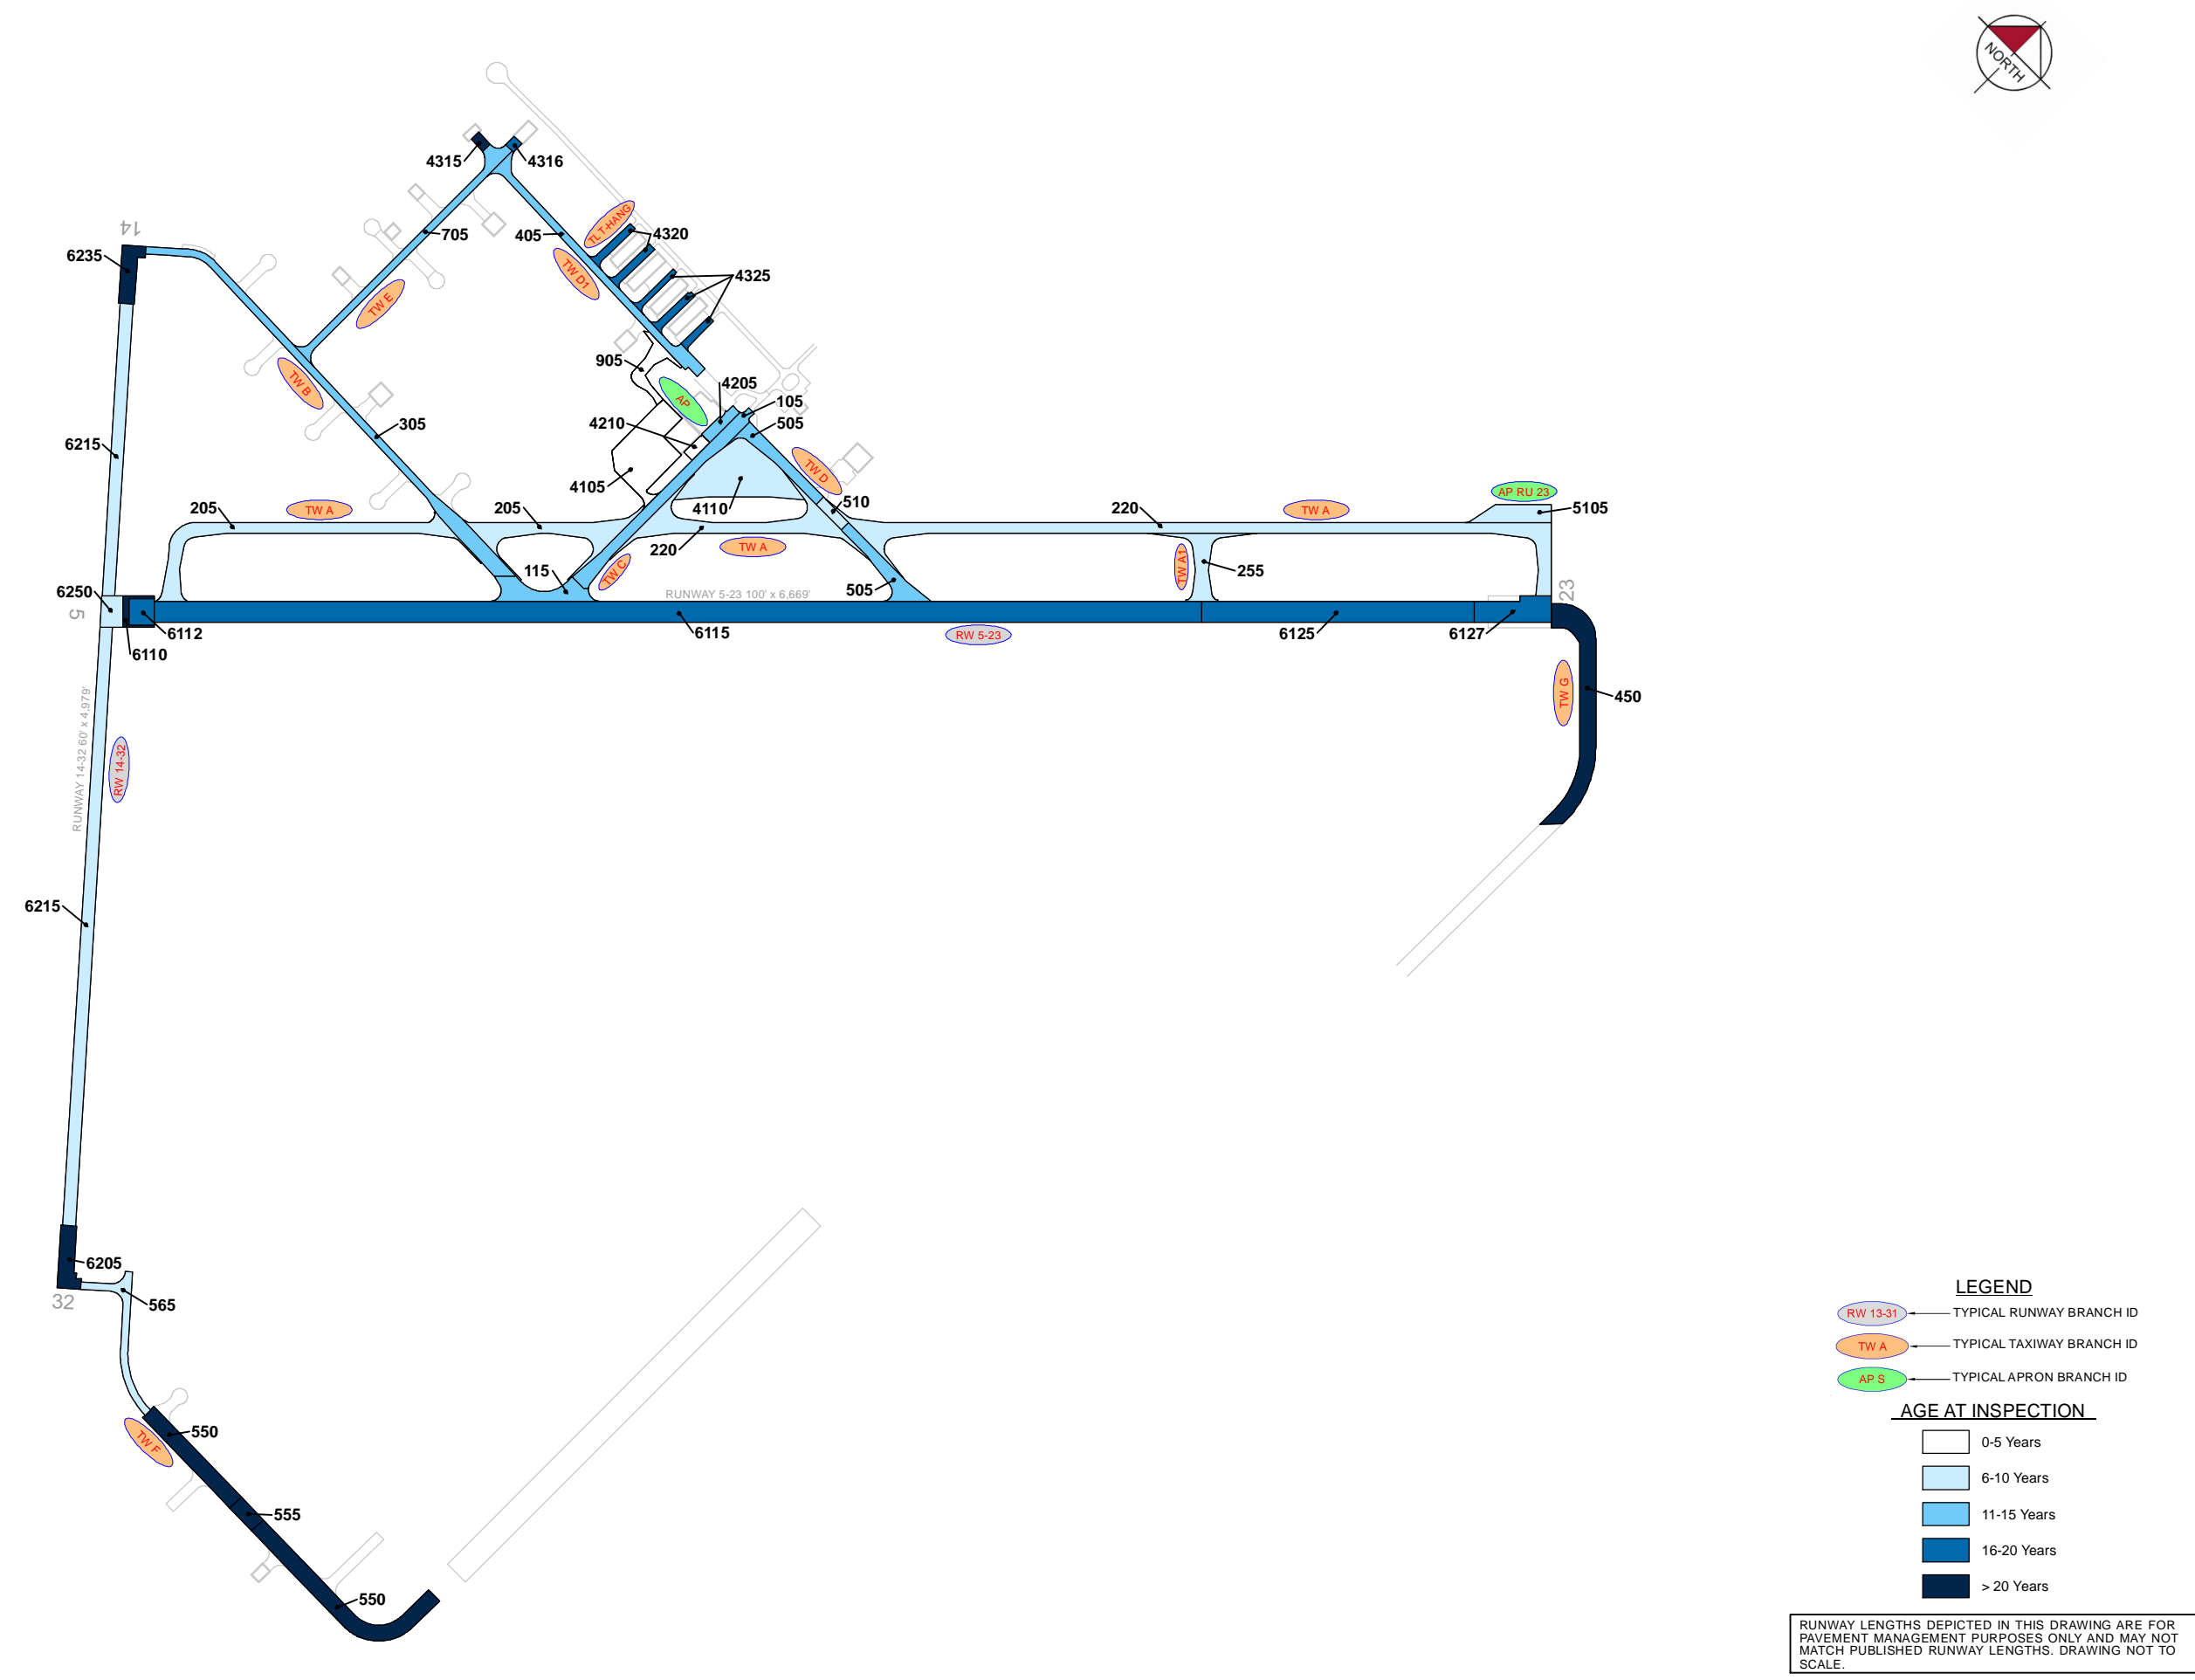 NORTH
4315
4316
705
405
TL T-HANG
4320
14
6235
TW D1
4325
TW E
905
TW B
4205
AP
105
4210
505
305
6215
TW D
4105
AP RU 23
205
TW A
205
4110
510
220
TW A
5105
220
TW A
TW A1
115
TW C
255
6250
505
RUNWAY 5-23 100' x 6,669'
23
5
6112
6115
RW 5-23
6125
6127
6110
TW G
450
RUNWAY 14-32 60' x 4,979'
RW 14-32
6215
6205
32
565
LEGEND
RW 13-31 TYPICAL RUNWAY BRANCH ID
TW A TYPICAL TAXIWAY BRANCH ID
AP S TYPICAL APRON BRANCH ID
AGE AT INSPECTION
TW F
550
0-5 Years
6-10 Years
555
11-15 Years
16-20 Years
> 20 Years
550
RUNWAY LENGTHS DEPICTED IN THIS DRAWING ARE FOR
PAVEMENT MANAGEMENT PURPOSES ONLY AND MAY NOT
MATCH PUBLISHED RUNWAY LENGTHS. DRAWING NOT TO
SCALE.